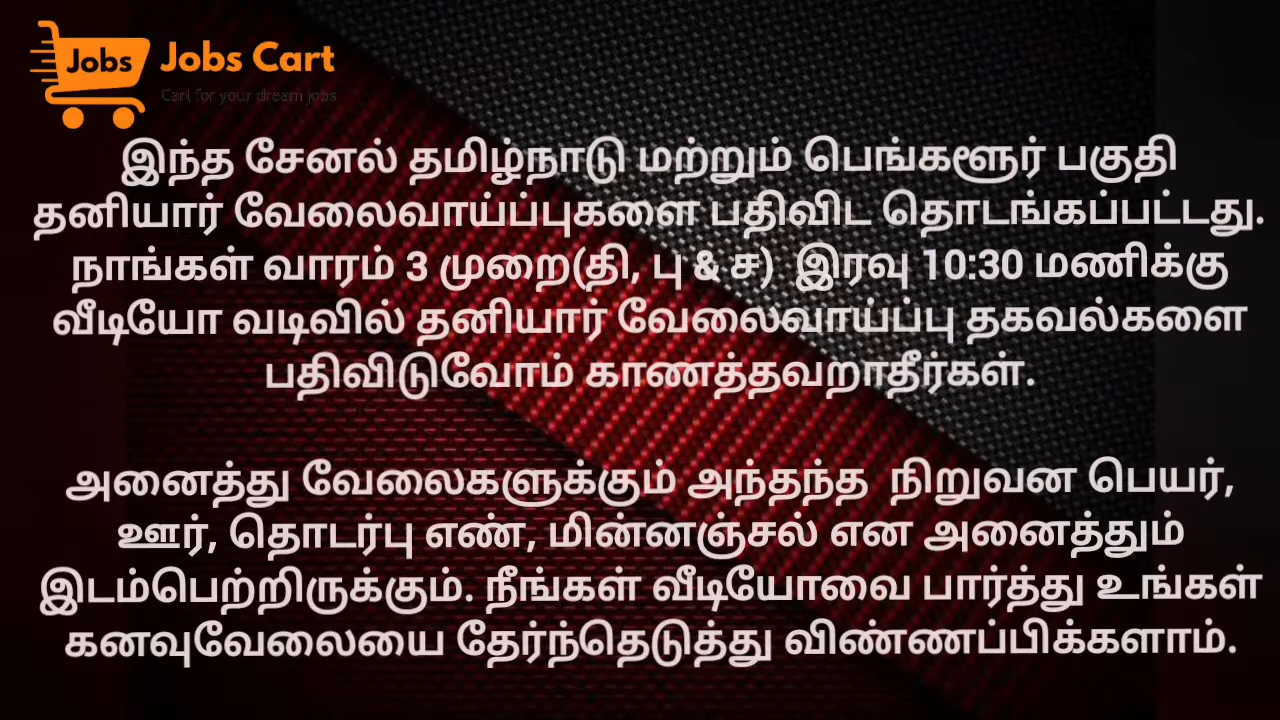 Jobs
Jobs Cart
Cart for your dream jobs
இந்த சேனல் தமிழ்நாடு மற்றும் பெங்களூர் பகுதி
தனியார் வேலைவாய்ப்புகளை பதிவிட தொடங்கப்பட்டது.
நாங்கள் வாரம் 3 முறை(தி, பு & ச) இரவு 10:30 மணிக்கு
வீடியோ வடிவில் தனியார் வேலைவாய்ப்பு தகவல்களை
பதிவிடுவோம் காணத்தவறாதீர்கள்.
அனைத்து வேலைகளுக்கும் அந்தந்த நிறுவன பெயர்,
ஊர், தொடர்பு எண், மின்னஞ்சல் என அனைத்தும்
இடம்பெற்றிருக்கும். நீங்கள் வீடியோவை பார்த்து உங்கள்
கனவுவேலையை தேர்ந்தெடுத்து விண்ணப்பிக்களாம்.